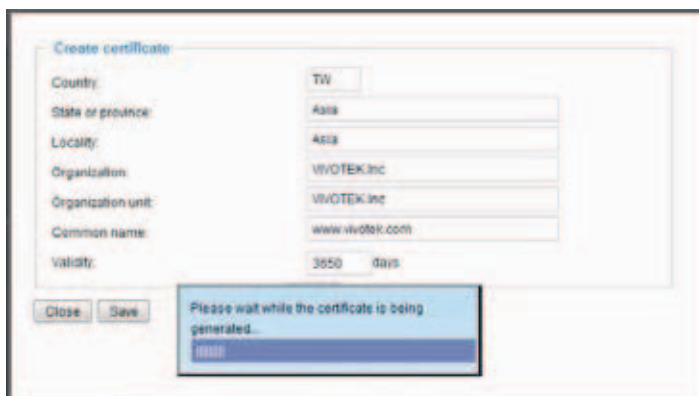 Create certificate
Country: TW
State or province: Asia
Locality: Asia
Organization: VIVOTEK.Inc
Organization unit: VIVOTEK.Inc
Common name: www.vivotek.com
Validity: 3650 days
Close Save
Please wait while the certificate is being
generated...